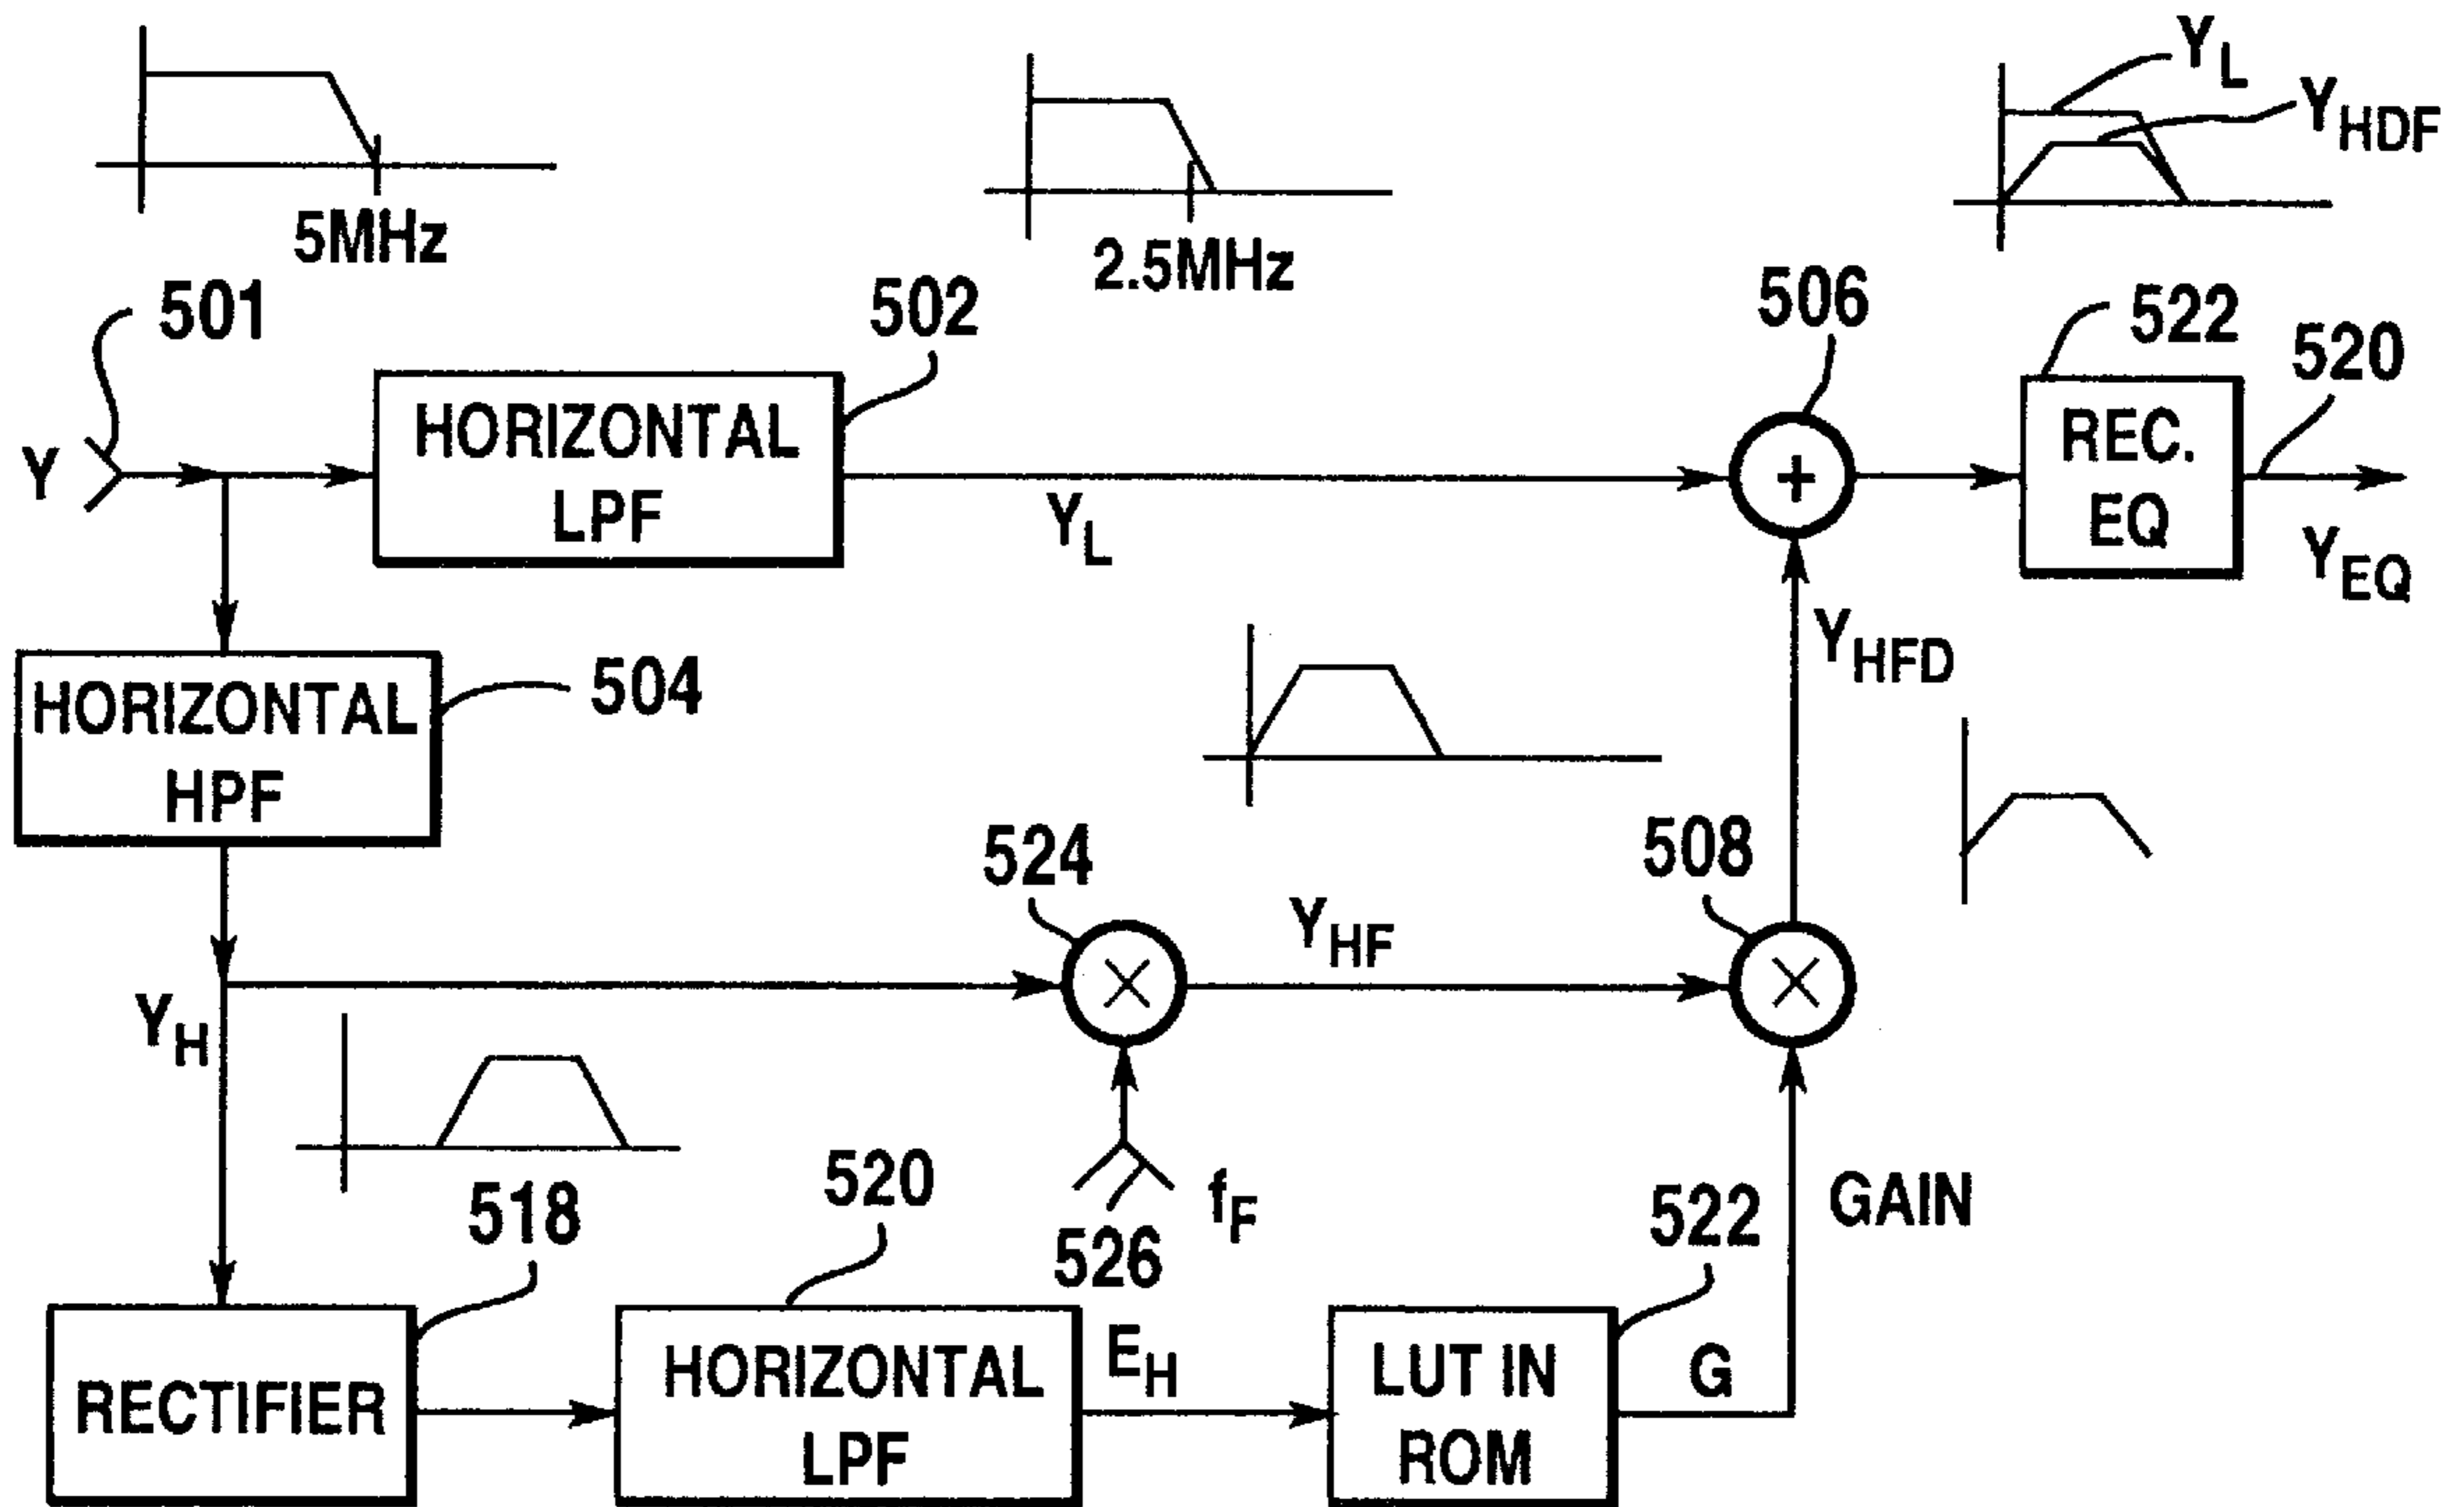 Y_L
Y_HDF
5MHz
2.5MHz
501
502
506
522
520
Y
HORIZONTAL
LPF
Y_L
+
REC.
EQ
Y_EQ
HORIZONTAL
HPF
504
Y_HFD
524
Y_HF
508
×
×
Y_H
526
f_F
GAIN
518
520
522
RECTIFIER
HORIZONTAL
LPF
E_H
LUT IN
ROM
G